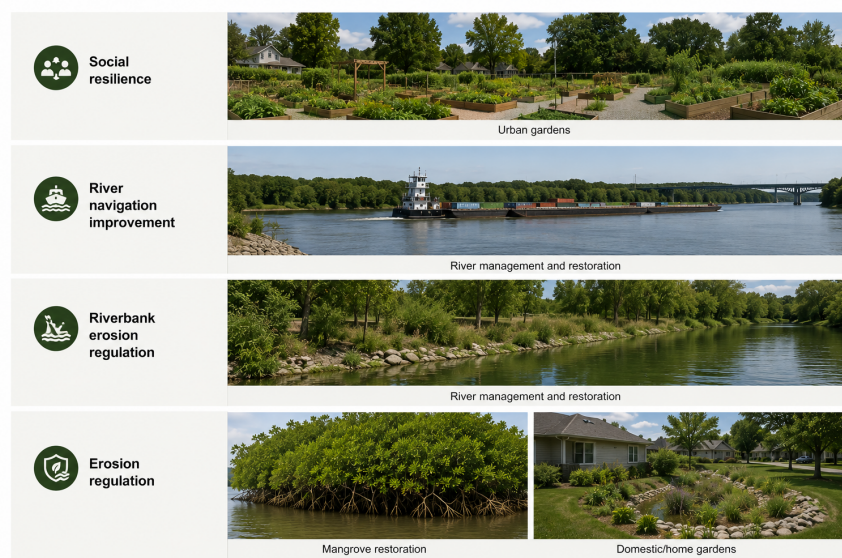 Social
resilience
Urban gardens
River
navigation
improvement
River management and restoration
Riverbank
erosion
regulation
River management and restoration
Erosion
regulation
Mangrove restoration
Domestic/home gardens